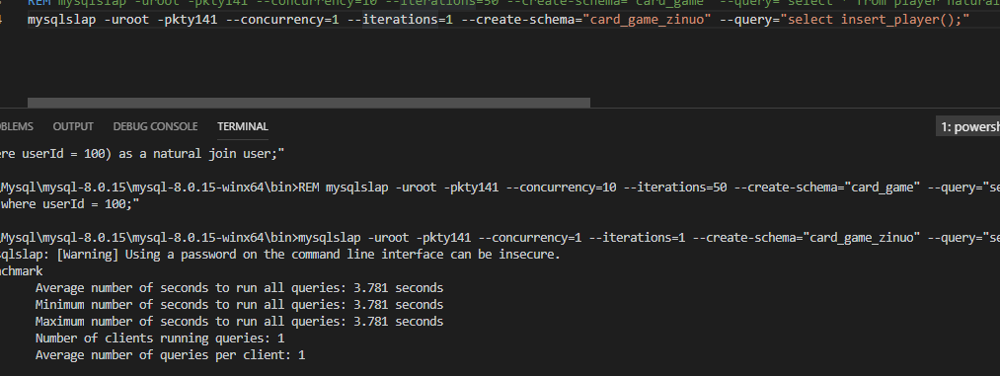 REM mysqlslap -uroot -pkty141 --concurrency=10 --iterations=50 --create-schema="card_game" --query="select * from player natural
mysqlslap -uroot -pkty141 --concurrency=1 --iterations=1 --create-schema="card_game_zinuo" --query="select insert_player();"
OBLEMS OUTPUT DEBUG CONSOLE TERMINAL 1: powersh
ere userId = 100) as a natural join user;"
\Mysql\mysql-8.0.15\mysql-8.0.15-winx64\bin>REM mysqlslap -uroot -pkty141 --concurrency=10 --iterations=50 --create-schema="card_game" --query="se
where userId = 100;"
\Mysql\mysql-8.0.15\mysql-8.0.15-winx64\bin>mysqlslap -uroot -pkty141 --concurrency=1 --iterations=1 --create-schema="card_game_zinuo" --query="se
sqlslap: [Warning] Using a password on the command line interface can be insecure.
nchmark
Average number of seconds to run all queries: 3.781 seconds
Minimum number of seconds to run all queries: 3.781 seconds
Maximum number of seconds to run all queries: 3.781 seconds
Number of clients running queries: 1
Average number of queries per client: 1